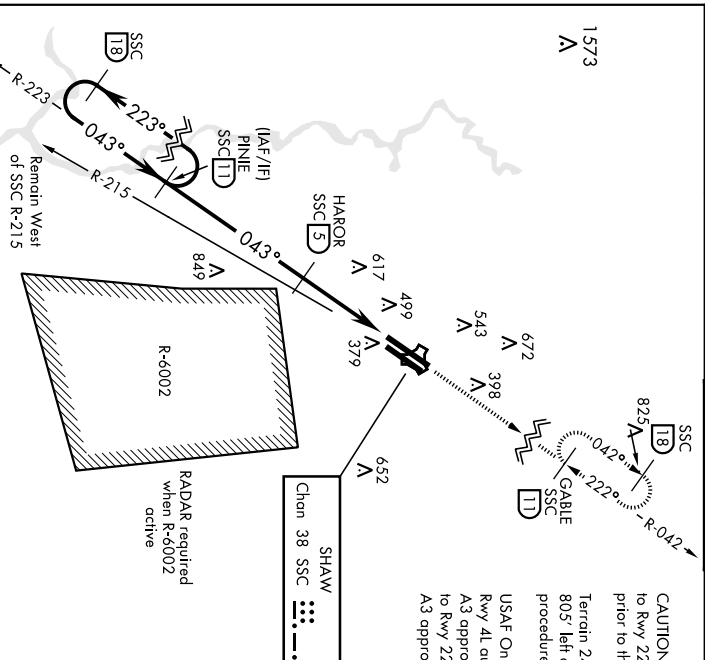 1573
SSC
18
R-223
223°
043°
(IAF/IF)
PINIE
SSC 11
R-215
Remain West
of SSC R-215
HAROR
SSC 5
043°
617
499
849
379
543
672
398
652
R-6002
RADAR required
when R-6002
active
SHAW
Chan 38 SSC
SSC
18
825
042°
222°
GABLE
SSC
11
R-042
CAUTION
to Rwy 22
prior to th
Terrain 24
805' left
procedure
USAF On
Rwy 4L au
A3 appro
to Rwy 22
A3 appro